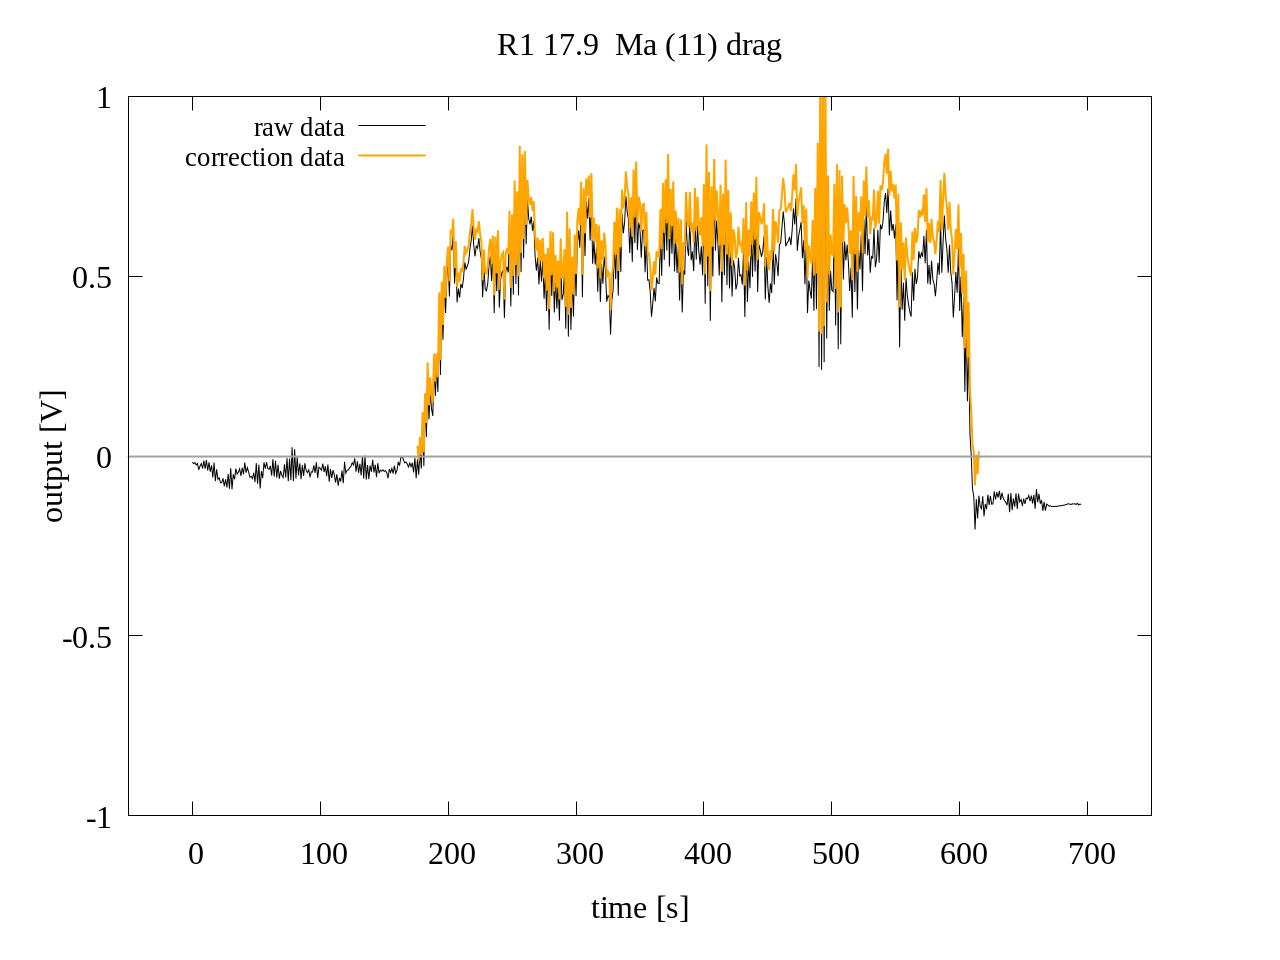 R1 17.9  Ma (11) drag
raw data
correction data
1
0.5
0
-0.5
-1
output [V]
0 100 200 300 400 500 600 700
time [s]